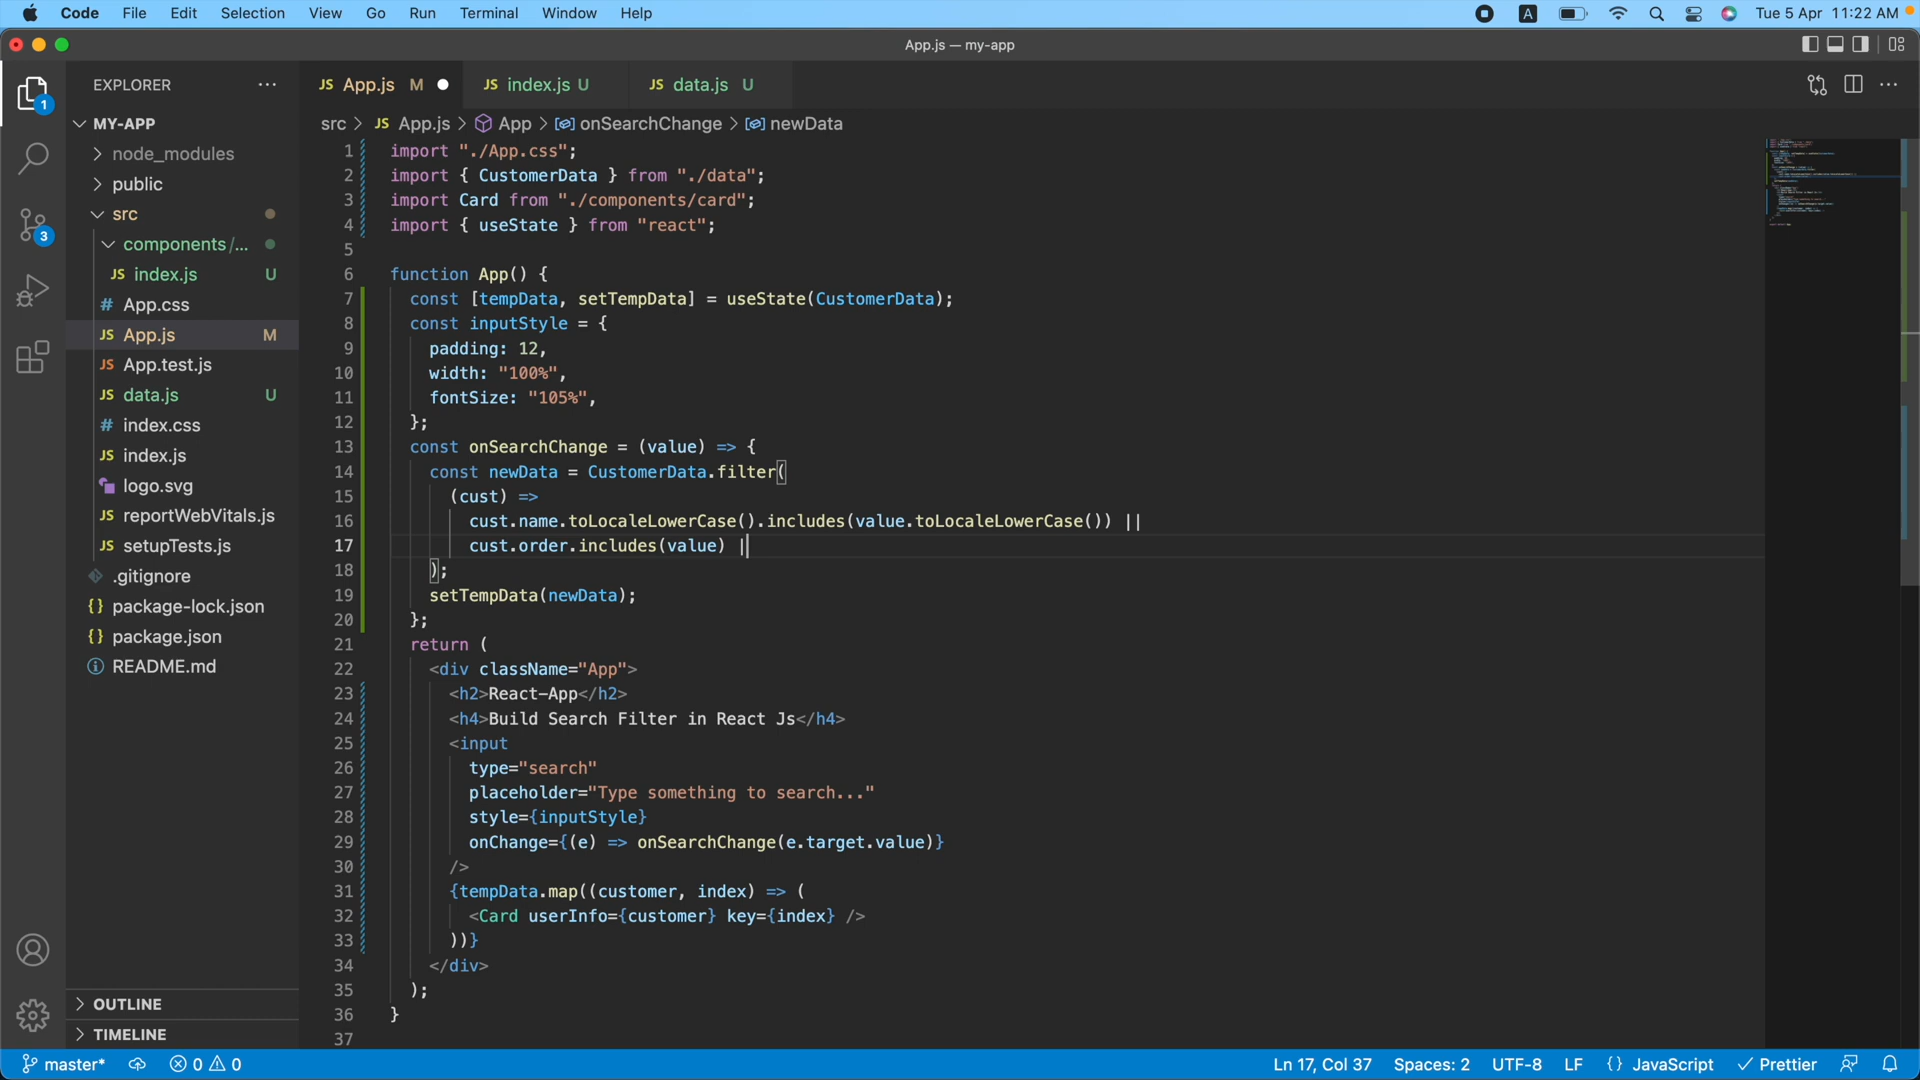 Code File Edit Selection View Go Run Terminal Window Help A Tue 5 Apr 11:22 AM
App.js — my-app
EXPLORER
JS App.js M
JS index.js U
JS data.js U
src > JS App.js > App > onSearchChange > newData
1
3
MY-APP
node_modules
public
src
components/...
JS index.js U
# App.css
JS App.js M
JS App.test.js
JS data.js U
# index.css
JS index.js
logo.svg
JS reportWebVitals.js
JS setupTests.js
.gitignore
{} package-lock.json
{} package.json
README.md
OUTLINE
TIMELINE
1 import "./App.css";
2 import { CustomerData } from "./data";
3 import Card from "./components/card";
4 import { useState } from "react";
5
6 function App() {
7 const [tempData, setTempData] = useState(CustomerData);
8 const inputStyle = {
9 padding: 12,
10 width: "100%",
11 fontSize: "105%",
12 };
13 const onSearchChange = (value) => {
14 const newData = CustomerData.filter(
15 (cust) =>
16 cust.name.toLocaleLowerCase().includes(value.toLocaleLowerCase()) ||
17 cust.order.includes(value) |
18 );
19 setTempData(newData);
20 };
21 return (
22 <div className="App">
23 <h2>React-App</h2>
24 <h4>Build Search Filter in React Js</h4>
25 <input
26 type="search"
27 placeholder="Type something to search..."
28 style={inputStyle}
29 onChange={(e) => onSearchChange(e.target.value)}
30 />
31 {tempData.map((customer, index) => (
32 <Card userInfo={customer} key={index} />
33 ))}
34 </div>
35 );
36 }
37
master* 0 0 Ln 17, Col 37 Spaces: 2 UTF-8 LF {} JavaScript Prettier